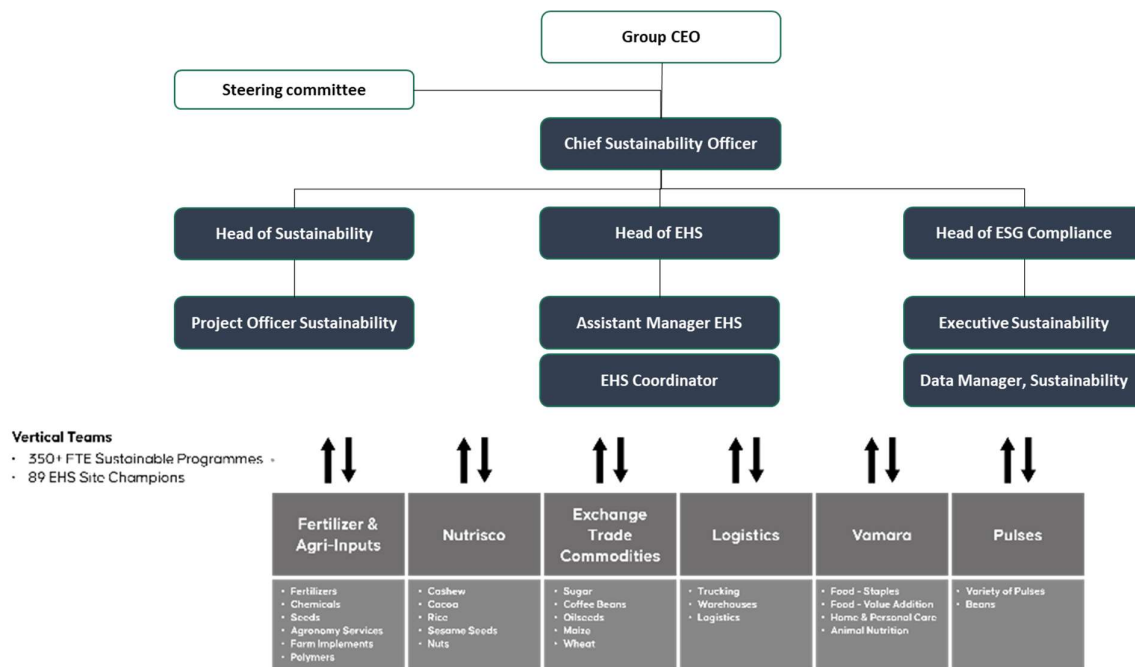 Group CEO
Steering committee
Chief Sustainability Officer
Head of Sustainability
Head of EHS
Head of ESG Compliance
Project Officer Sustainability
Assistant Manager EHS
Executive Sustainability
EHS Coordinator
Data Manager, Sustainability
Vertical Teams
• 350+ FTE Sustainable Programmes
• 89 EHS Site Champions
Fertilizer &
Agri-Inputs
Nutrisco
Exchange
Trade
Commodities
Logistics
Vamara
Pulses
• Fertilizers
• Chemicals
• Seeds
• Agronomy Services
• Farm Implements
• Polymers
• Cashew
• Cocoa
• Rice
• Sesame Seeds
• Nuts
• Sugar
• Coffee Beans
• Oilseeds
• Maize
• Wheat
• Trucking
• Warehouses
• Logistics
• Food - Staples
• Food - Value Addition
• Home & Personal Care
• Animal Nutrition
• Variety of Pulses
• Beans